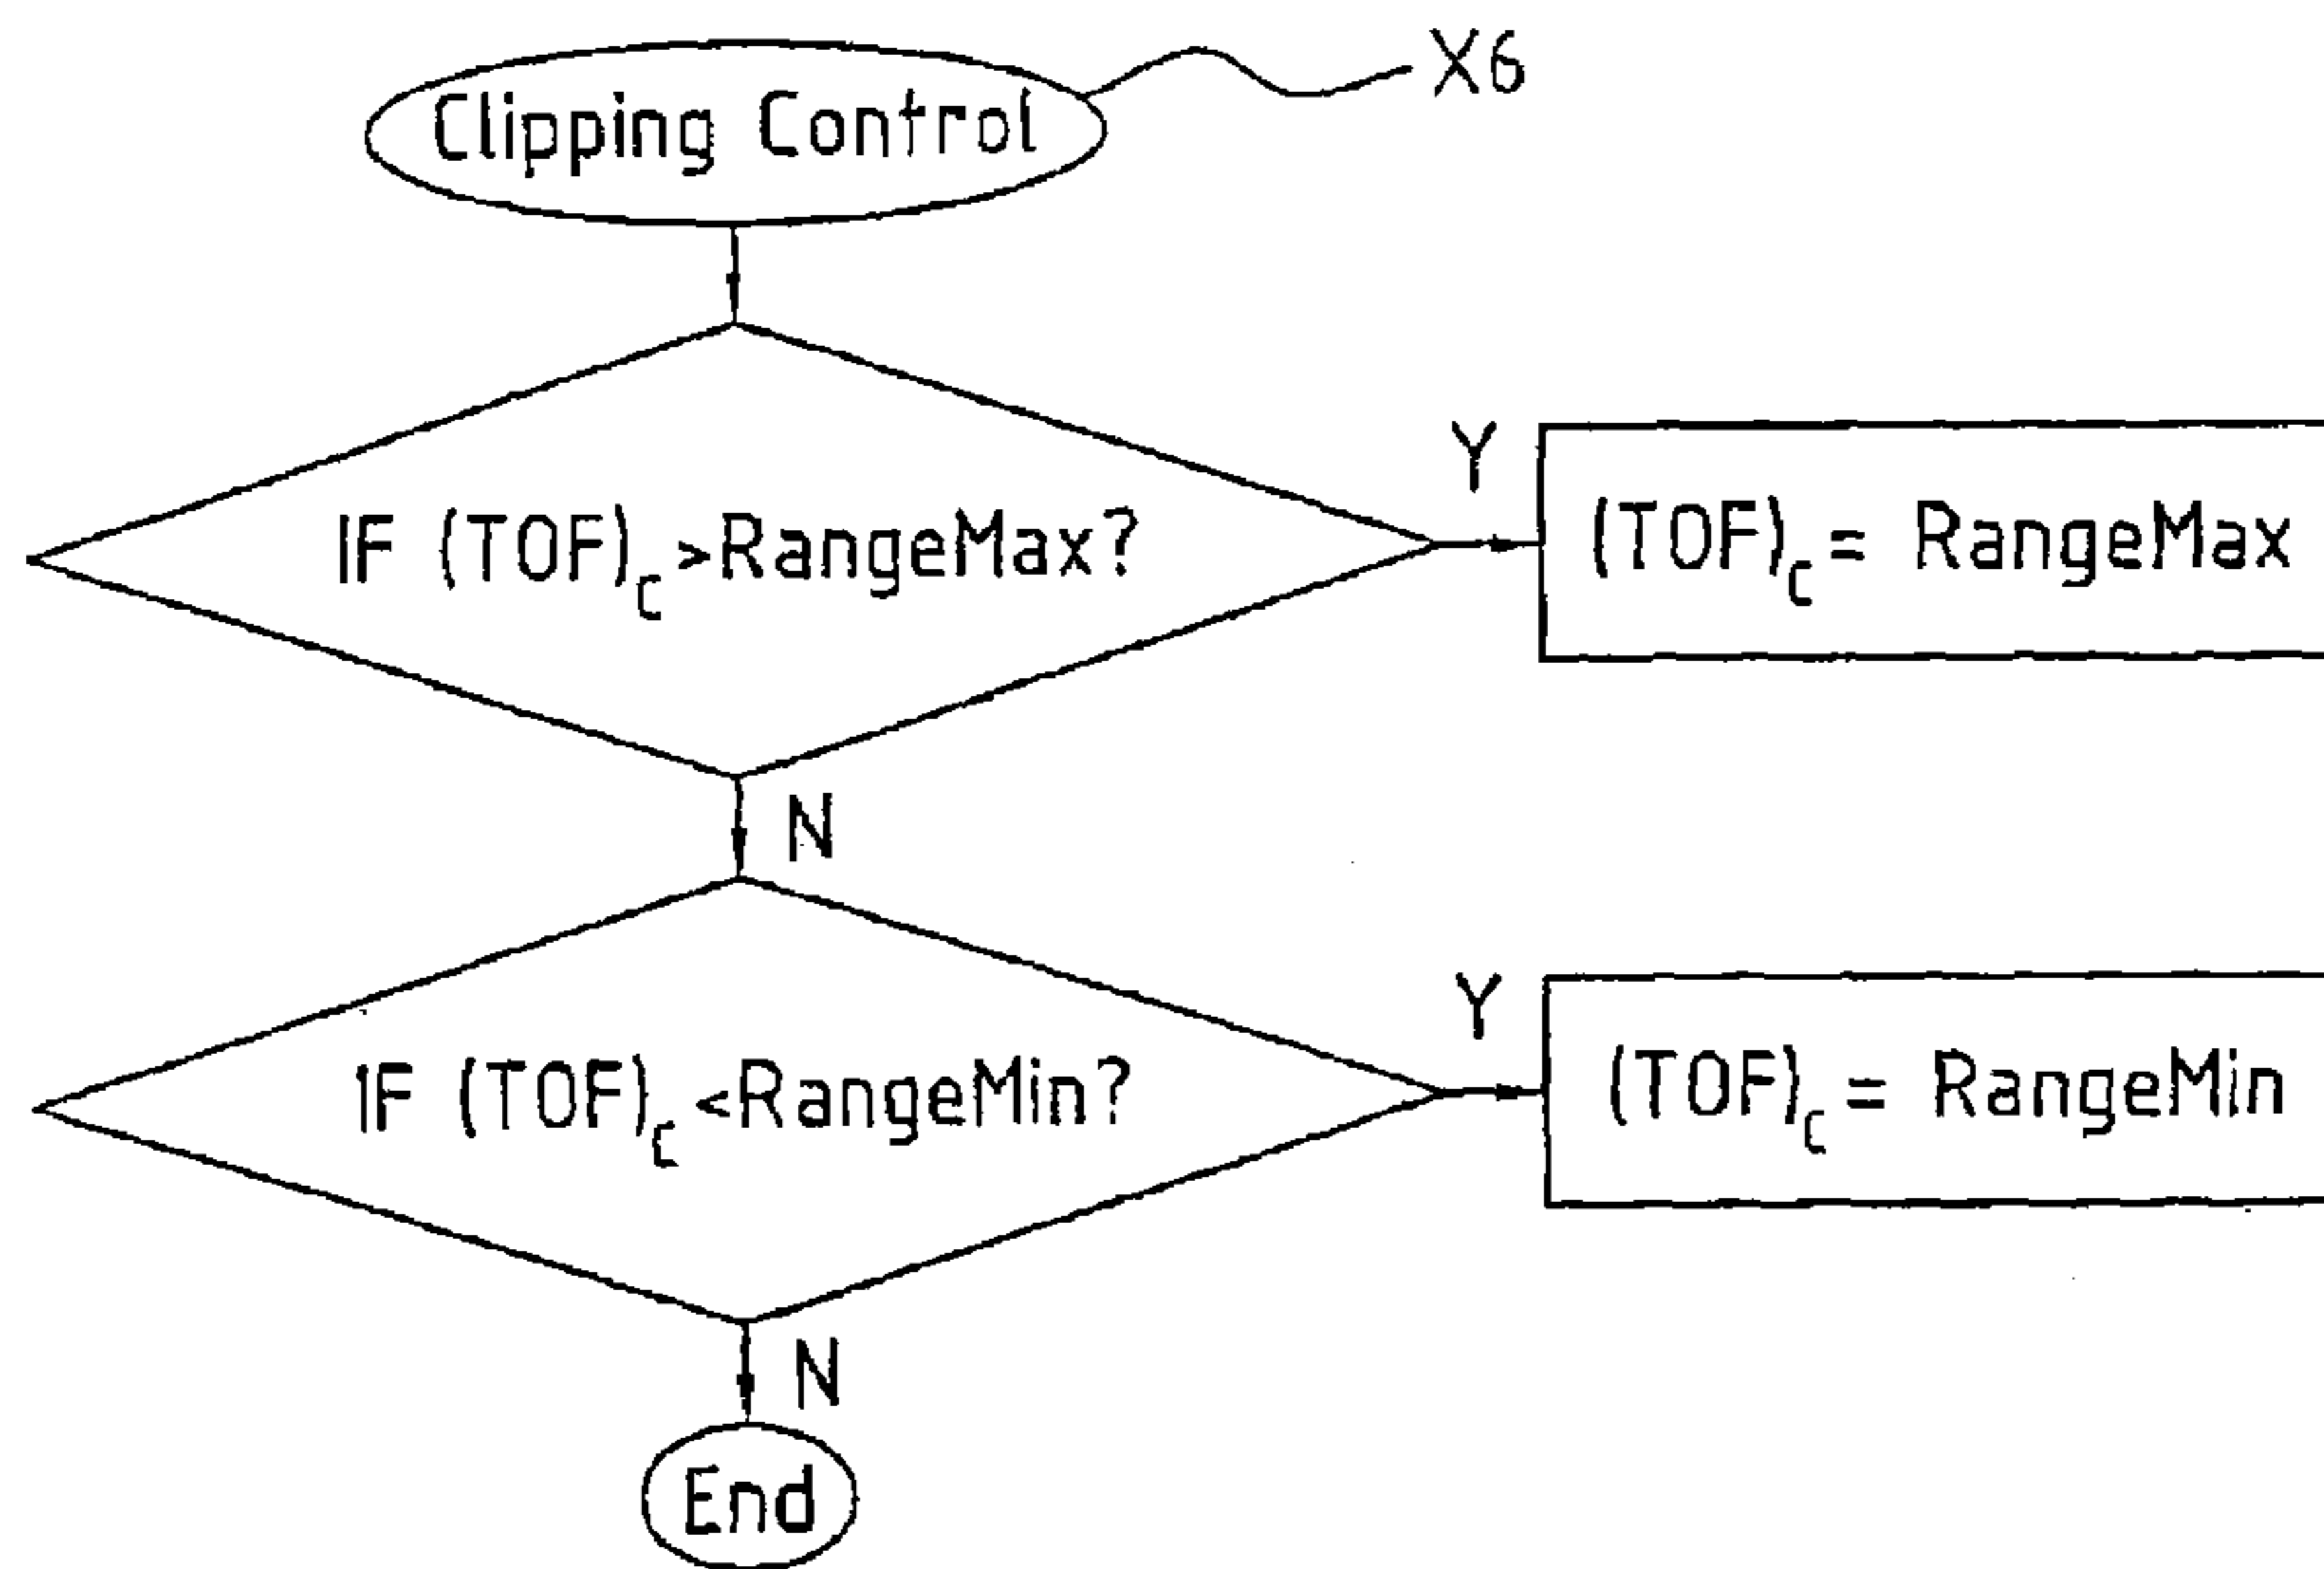 Clipping Control
X6
IF (TOF)c >RangeMax?
Y
(TOF)c = RangeMax
N
IF (TOF)c <RangeMin?
Y
(TOF)c = RangeMin
N
End